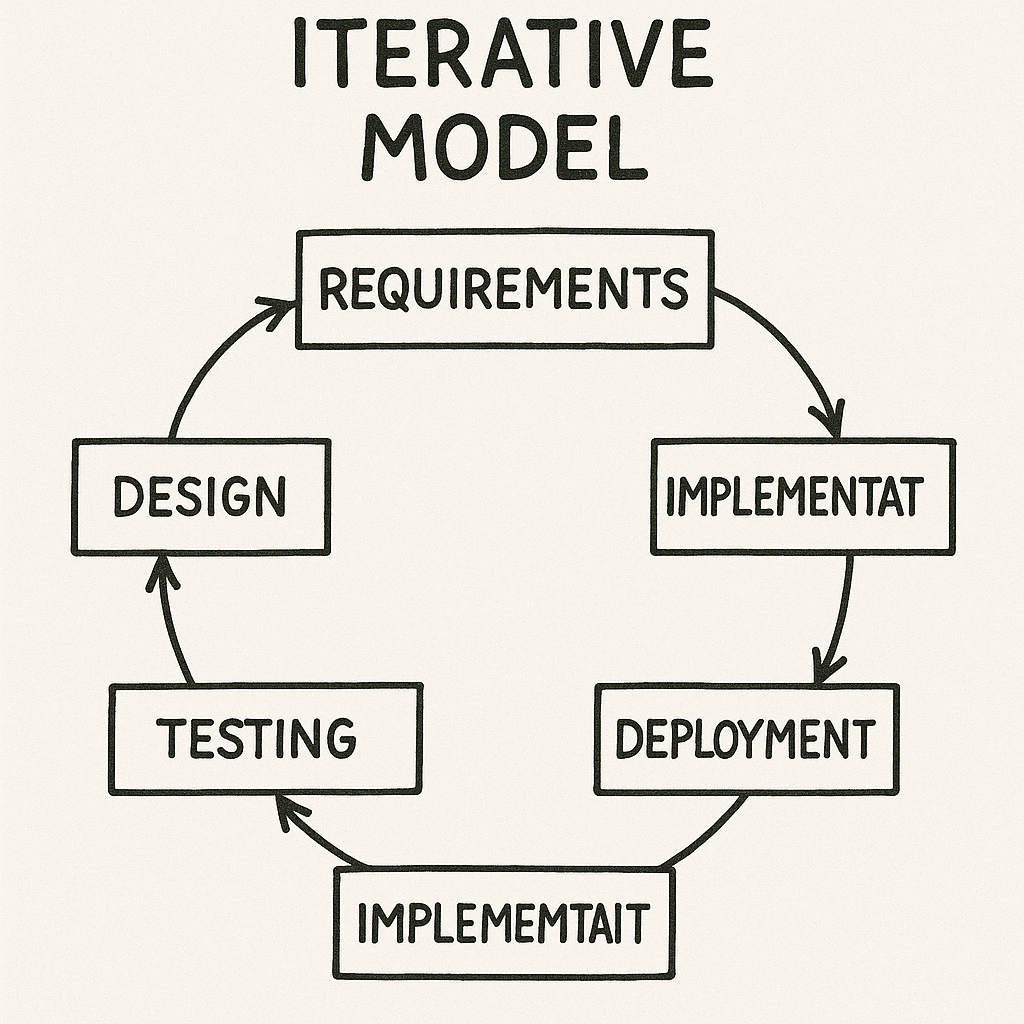 ITERATIVE
MODEL
REQUIREMENTS
DESIGN
IMPLEMENTAT
TESTING
DEPLOYMENT
IMPLEMEMTAIT